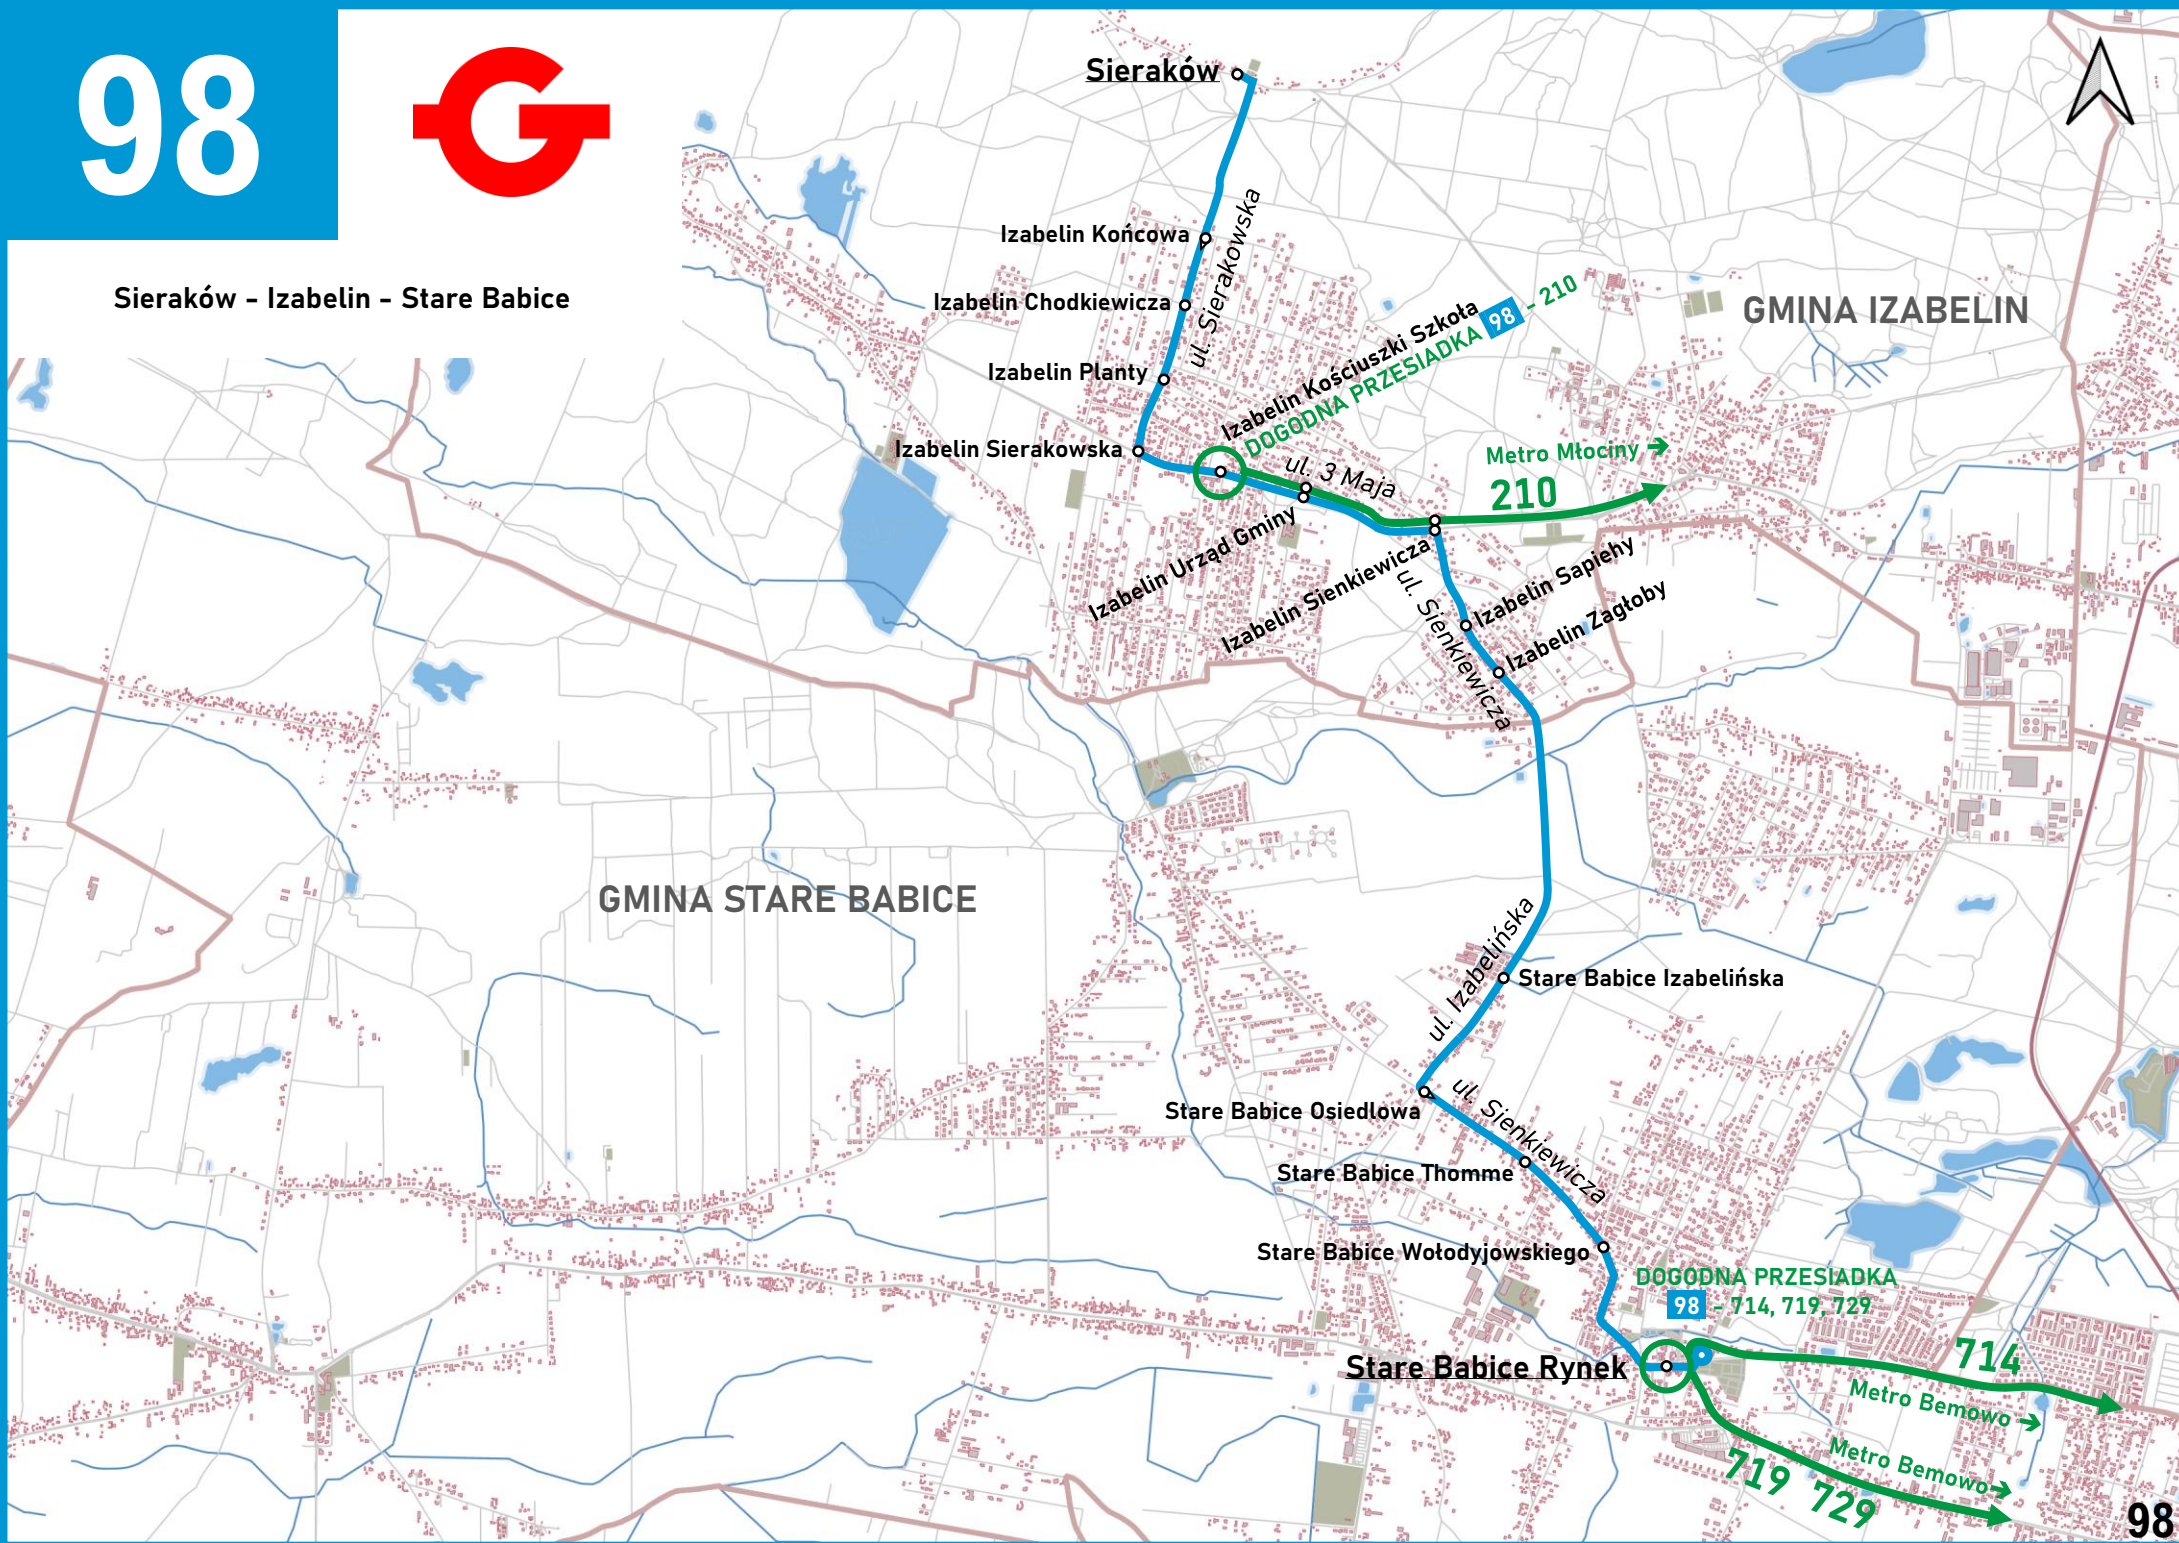 98
G
Sieraków - Izabelin - Stare Babice
Sieraków
Izabelin Końcowa
ul. Sierakowska
Izabelin Chodkiewicza
Izabelin Planty
Izabelin Sierakowska
Izabelin Kościuszki Szkoła
DOGODNA PRZESIADKA 98 - 210
GMINA IZABELIN
ul. 3 Maja
Metro Młociny
210
Izabelin Urząd Gminy
Izabelin Sienkiewicza
ul. Sienkiewicza
Izabelin Sapiehy
Izabelin Zagłoby
GMINA STARE BABICE
ul. Izabelińska
Stare Babice Izabelińska
Stare Babice Osiedlowa
ul. Sienkiewicza
Stare Babice Thomme
Stare Babice Wołodyjowskiego
DOGODNA PRZESIADKA
98 - 714, 719, 729
Stare Babice Rynek
714
Metro Bemowo
Metro Bemowo
719 729
98